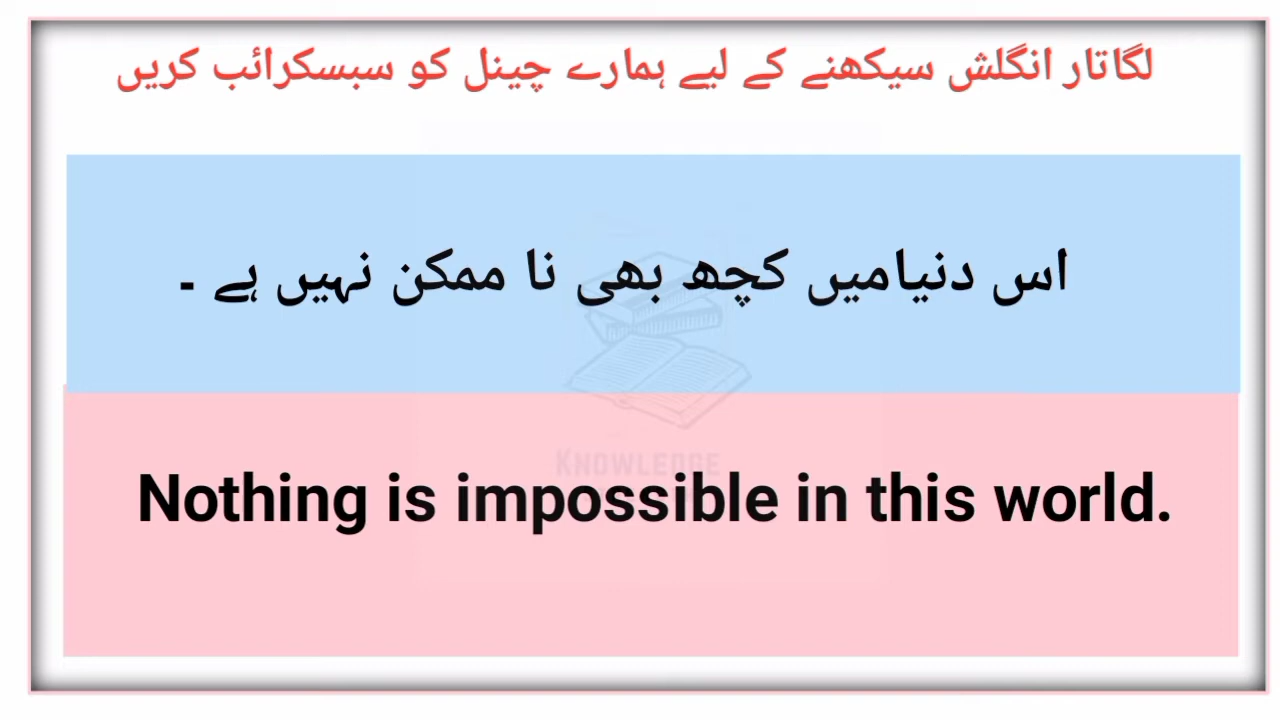 لگاتار انگلش سیکھنے کے لیے ہمارے چینل کو سبسکرائب کریں
اس دنیامیں کچھ بھی نا ممکن نہیں ہے ۔
KNOWLEDGE
Nothing is impossible in this world.